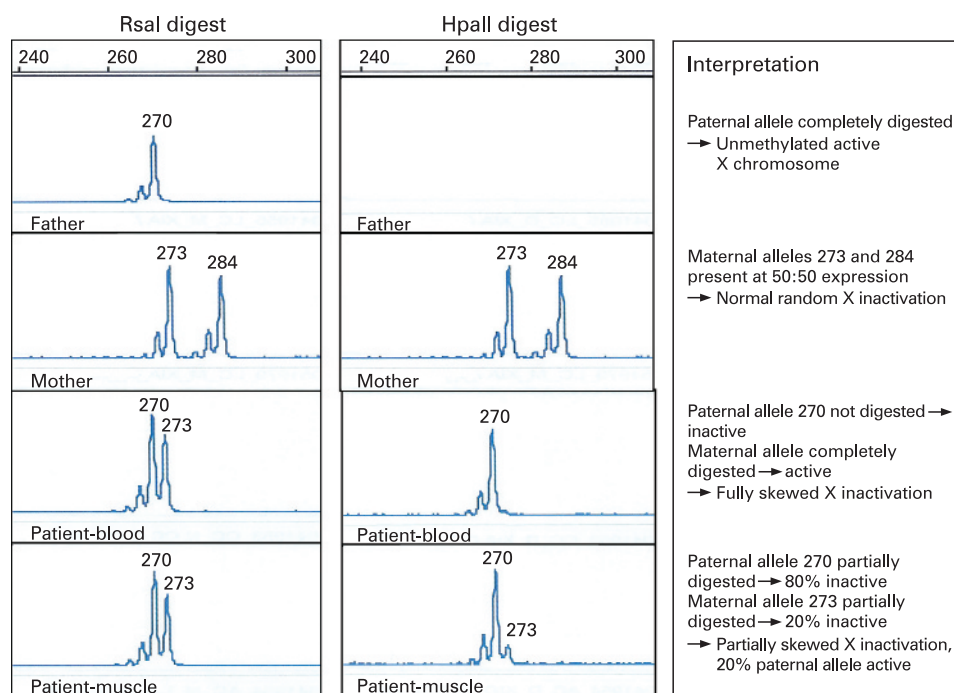 RsaI digest
HpaII digest
240 260 280 300
240 260 280 300
Interpretation
270
Father
Father
Paternal allele completely digested
→ Unmethylated active
X chromosome
273 284
Mother
273 284
Mother
Maternal alleles 273 and 284
present at 50:50 expression
→ Normal random X inactivation
270
273
Patient-blood
270
Patient-blood
Paternal allele 270 not digested →
inactive
Maternal allele completely
digested → active
→ Fully skewed X inactivation
270
273
Patient-muscle
270
273
Patient-muscle
Paternal allele 270 partially
digested → 80% inactive
Maternal allele 273 partially
digested → 20% inactive
→ Partially skewed X inactivation,
20% paternal allele active